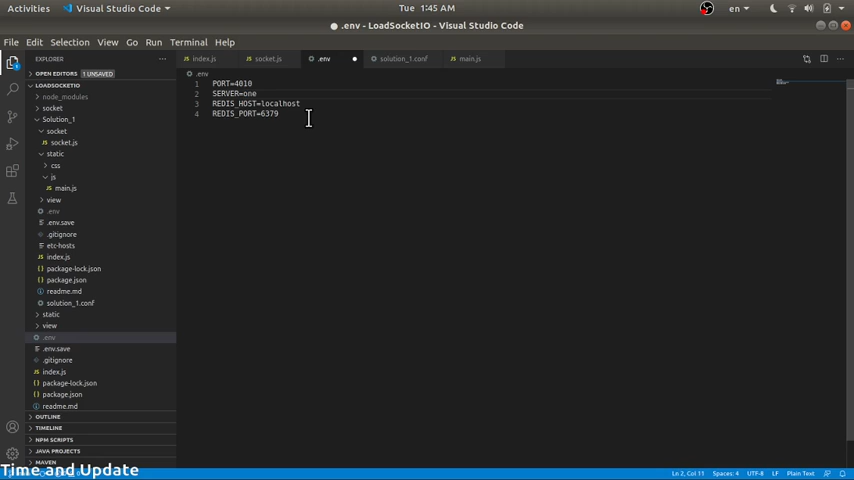 Activities
Visual Studio Code
Tue 1:45 AM
en
.env - LoadSocketIO - Visual Studio Code
File Edit Selection View Go Run Terminal Help
EXPLORER
index.js
socket.js
.env
solution_1.conf
main.js
OPEN EDITORS 1 UNSAVED
.env
LOADSOCKETIO
node_modules
socket
Solution_1
socket
socket.js
static
css
js
main.js
view
.env
.env.save
.gitignore
etc-hosts
index.js
package-lock.json
package.json
readme.md
solution_1.conf
static
view
.env
.env.save
.gitignore
index.js
package-lock.json
package.json
readme.md
OUTLINE
TIMELINE
NPM SCRIPTS
JAVA PROJECTS
MAVEN
1 PORT=4010
2 SERVER=one
3 REDIS_HOST=localhost
4 REDIS_PORT=6379
Time and Update
Ln 2, Col 11
Spaces: 4
UTF-8
LF
Plain Text